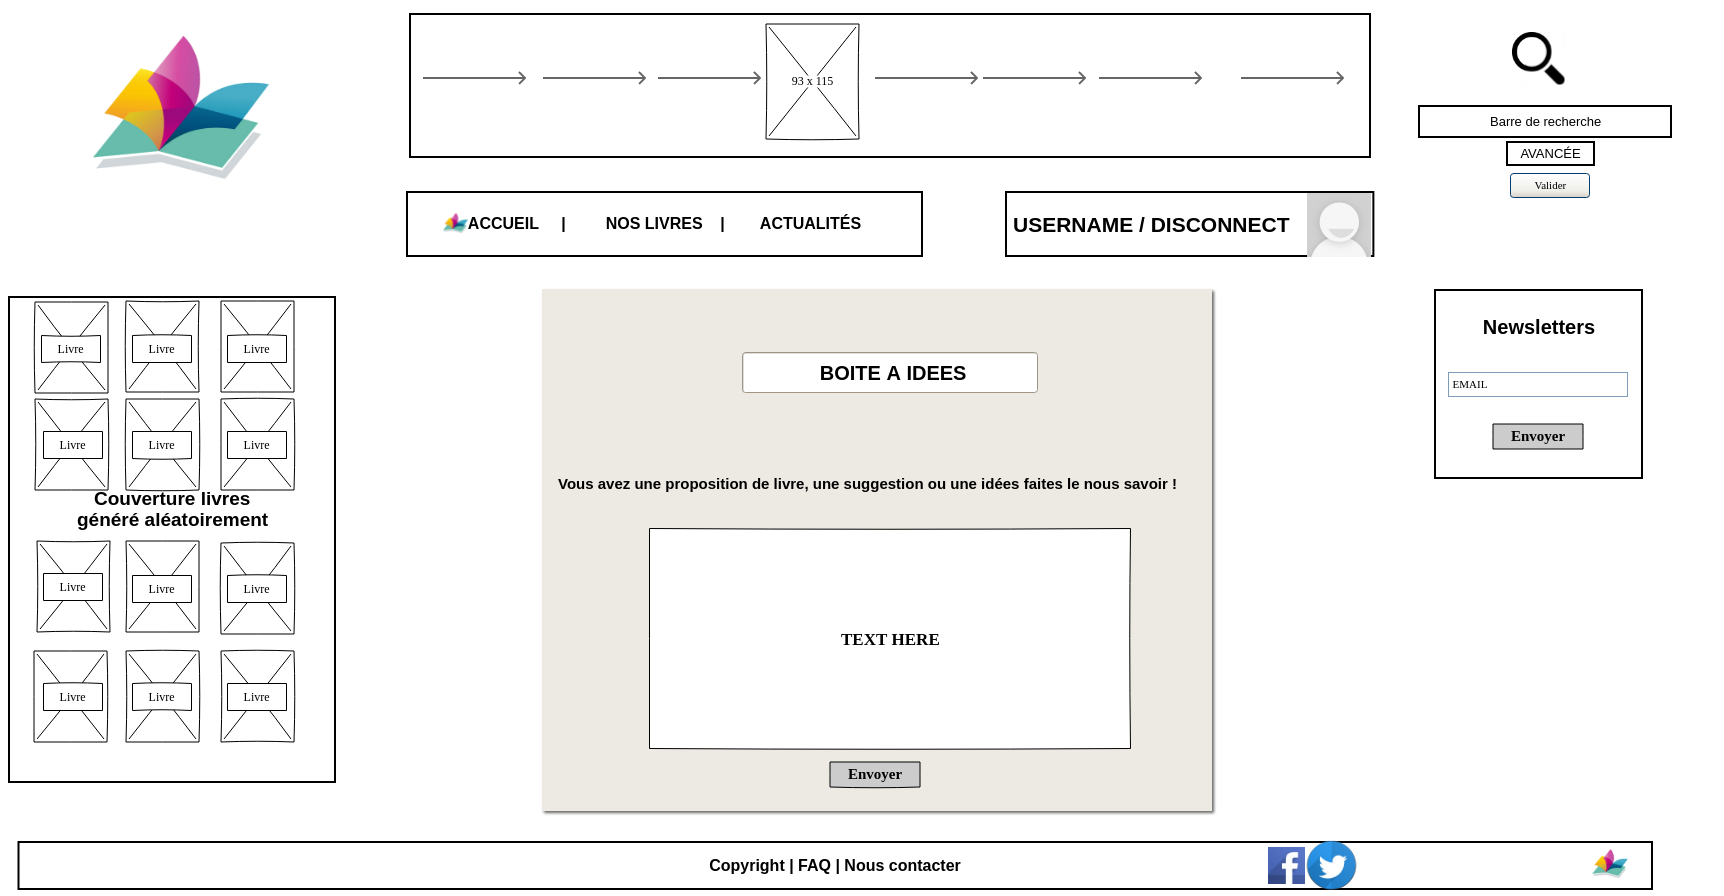 93 x 115
Barre de recherche
AVANCÉE
Valider
ACCUEIL | NOS LIVRES | ACTUALITÉS
USERNAME / DISCONNECT
Livre Livre Livre
Livre Livre Livre
Couverture livres
généré aléatoirement
Livre Livre Livre
Livre Livre Livre
BOITE A IDEES
Vous avez une proposition de livre, une suggestion ou une idées faites le nous savoir !
TEXT HERE
Envoyer
Newsletters
EMAIL
Envoyer
Copyright | FAQ | Nous contacter